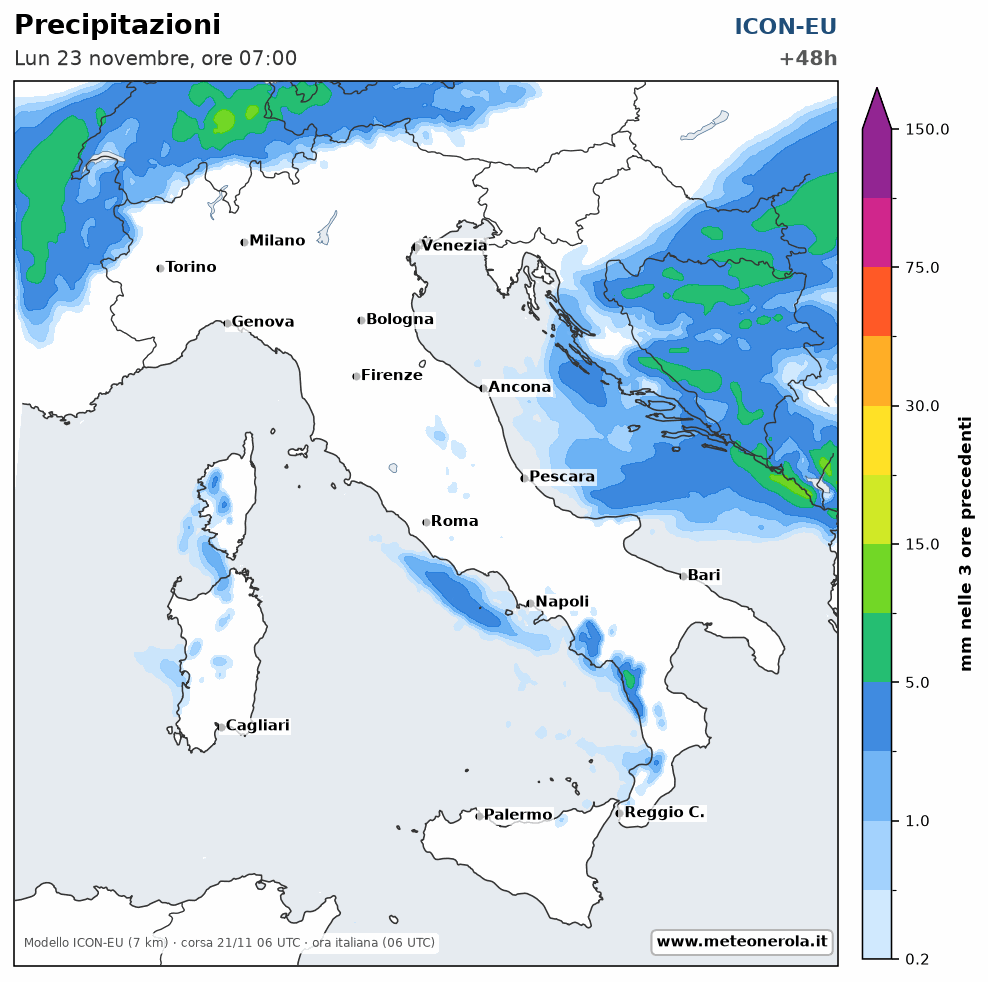 Precipitazioni
ICON-EU
Lun 23 novembre, ore 07:00
+48h
150.0
75.0
30.0
15.0
5.0
1.0
0.2
mm nelle 3 ore precedenti
Milano
Venezia
Torino
Genova
Bologna
Firenze
Ancona
Pescara
Roma
Bari
Napoli
Cagliari
Palermo
Reggio C.
Modello ICON-EU (7 km) · corsa 21/11 06 UTC · ora italiana (06 UTC)
www.meteonerola.it